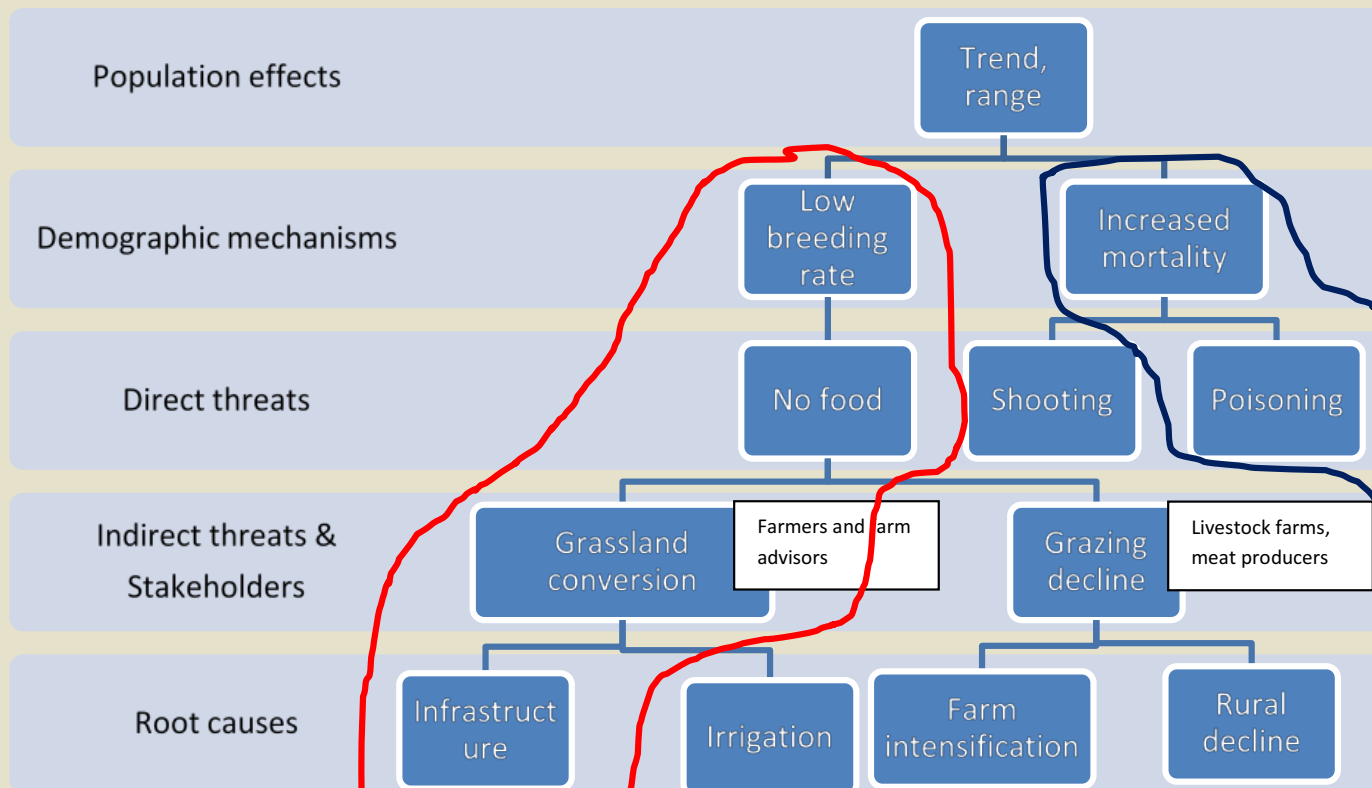 Population effects
Trend,
range
Demographic mechanisms
Low
breeding
rate
Increased
mortality
Direct threats
No food
Shooting
Poisoning
Indirect threats &
Stakeholders
Grassland
conversion
Farmers and farm
advisors
Grazing
decline
Livestock farms,
meat producers
Root causes
Infrastruct
ure
Irrigation
Farm
intensification
Rural
decline